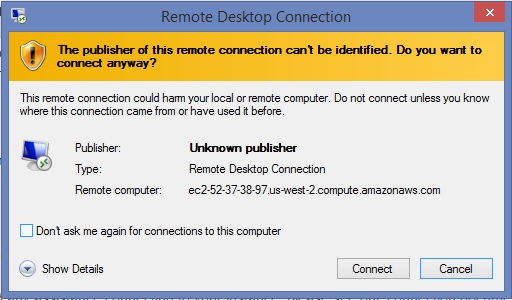 Remote Desktop Connection
The publisher of this remote connection can't be identified. Do you want to
connect anyway?
This remote connection could harm your local or remote computer. Do not connect unless you know
where this connection came from or have used it before.
Publisher: Unknown publisher
Type: Remote Desktop Connection
Remote computer: ec2-52-37-38-97.us-west-2.compute.amazonaws.com
Don't ask me again for connections to this computer
Show Details Connect Cancel